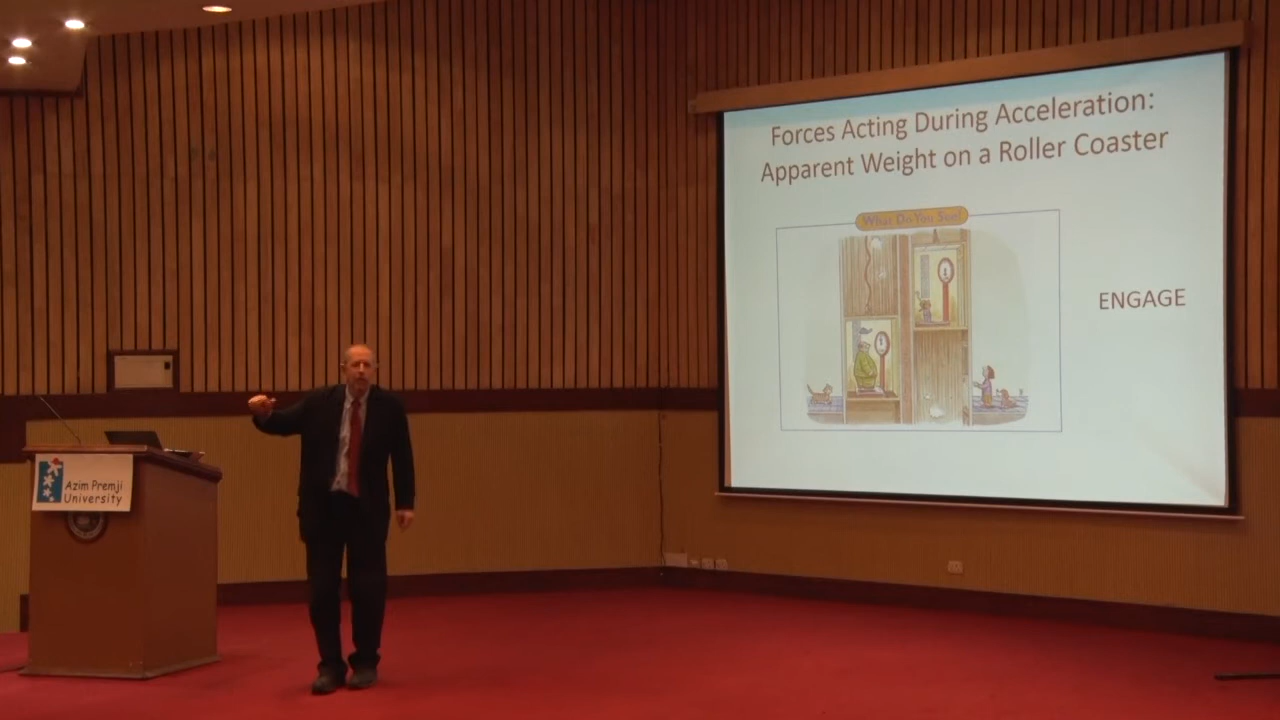 Forces Acting During Acceleration:
Apparent Weight on a Roller Coaster
What Do You See?
ENGAGE
Azim Premji
University